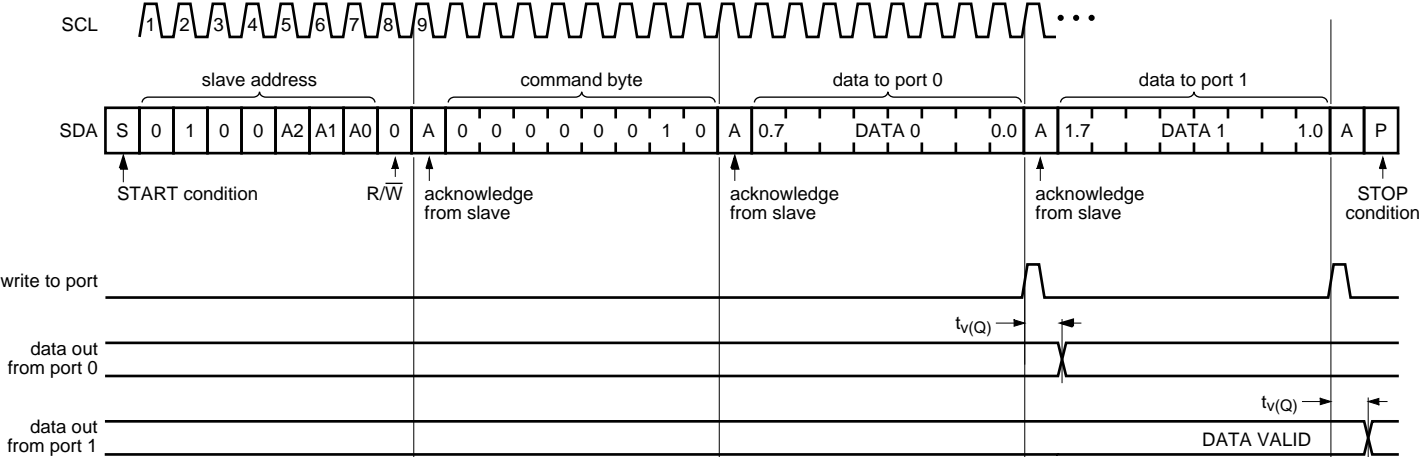 SCL 1 2 3 4 5 6 7 8 9 • • •
slave address command byte data to port 0 data to port 1
SDA S 0 1 0 0 A2 A1 A0 0 A 0 0 0 0 0 0 1 0 A 0.7 DATA 0 0.0 A 1.7 DATA 1 1.0 A P
START condition R/W̅ acknowledge acknowledge acknowledge STOP
from slave from slave from slave condition
write to port
tv(Q)
data out
from port 0
tv(Q)
data out
from port 1 DATA VALID